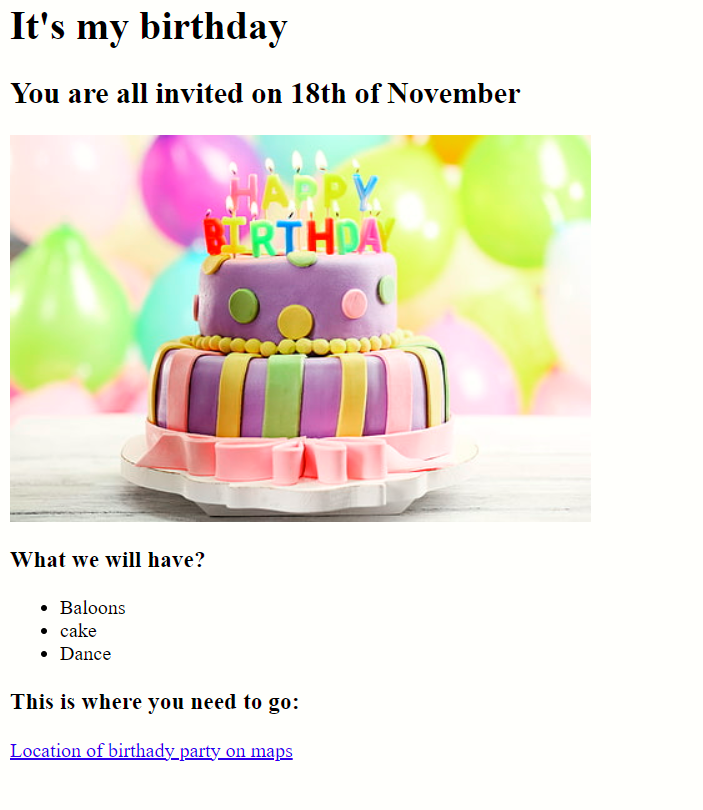 It's my birthday
You are all invited on 18th of November
HAPPY
BIRTHDAY
What we will have?
Baloons
cake
Dance
This is where you need to go:
Location of birthady party on maps